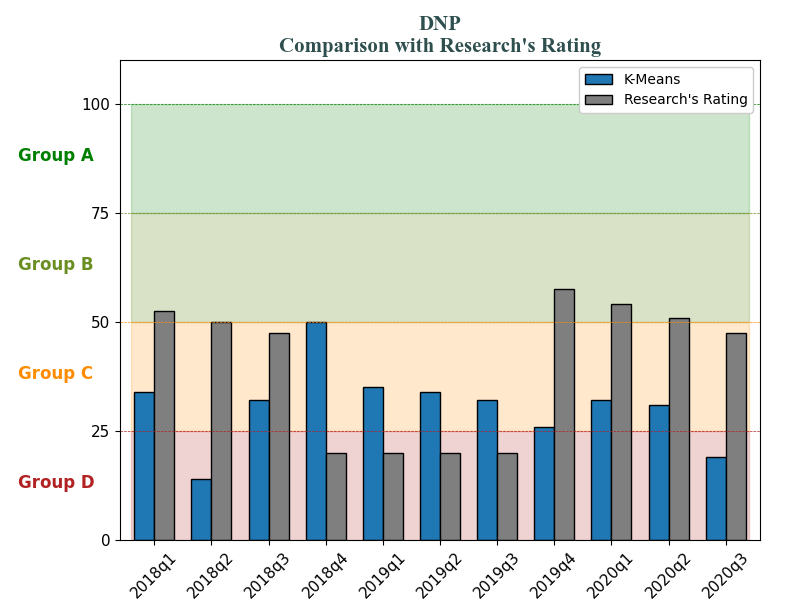 DNP
Comparison with Research's Rating
K-Means
Research's Rating
100
Group A
75
Group B
50
Group C
25
Group D
0
2018q1 2018q2 2018q3 2018q4 2019q1 2019q2 2019q3 2019q4 2020q1 2020q2 2020q3